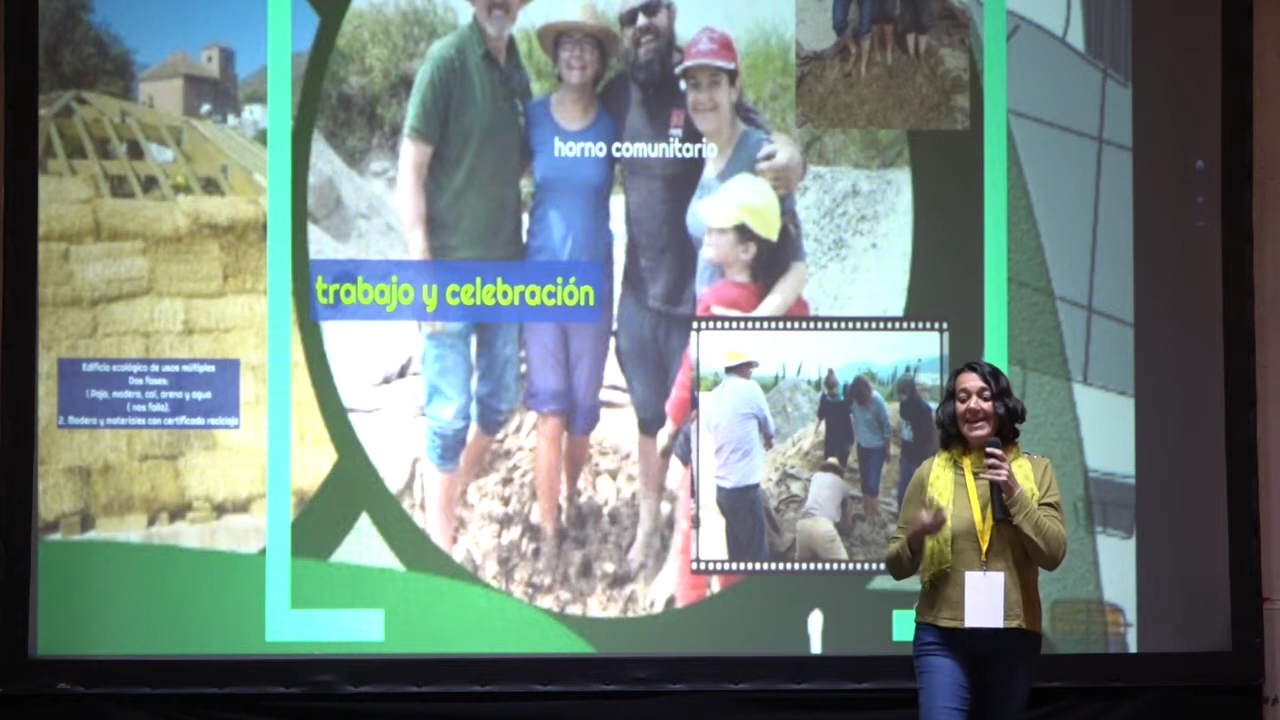 horno comunitario
trabajo y celebración
Edificio ecológico de usos múltiples
Dos fases:
1.Paja, madera, cal, arena y agua
( nos falla).
2. Madera y materiales con certificado reciclaje